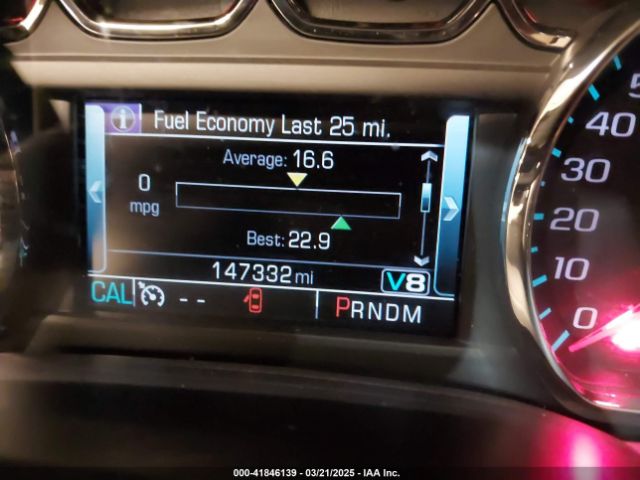 Fuel Economy Last 25 mi.
Average: 16.6
0
mpg
Best: 22.9
147332 mi V8
CAL -- PRNDM
5
40
30
20
10
0
000-41846139 - 03/21/2025 - IAA Inc.